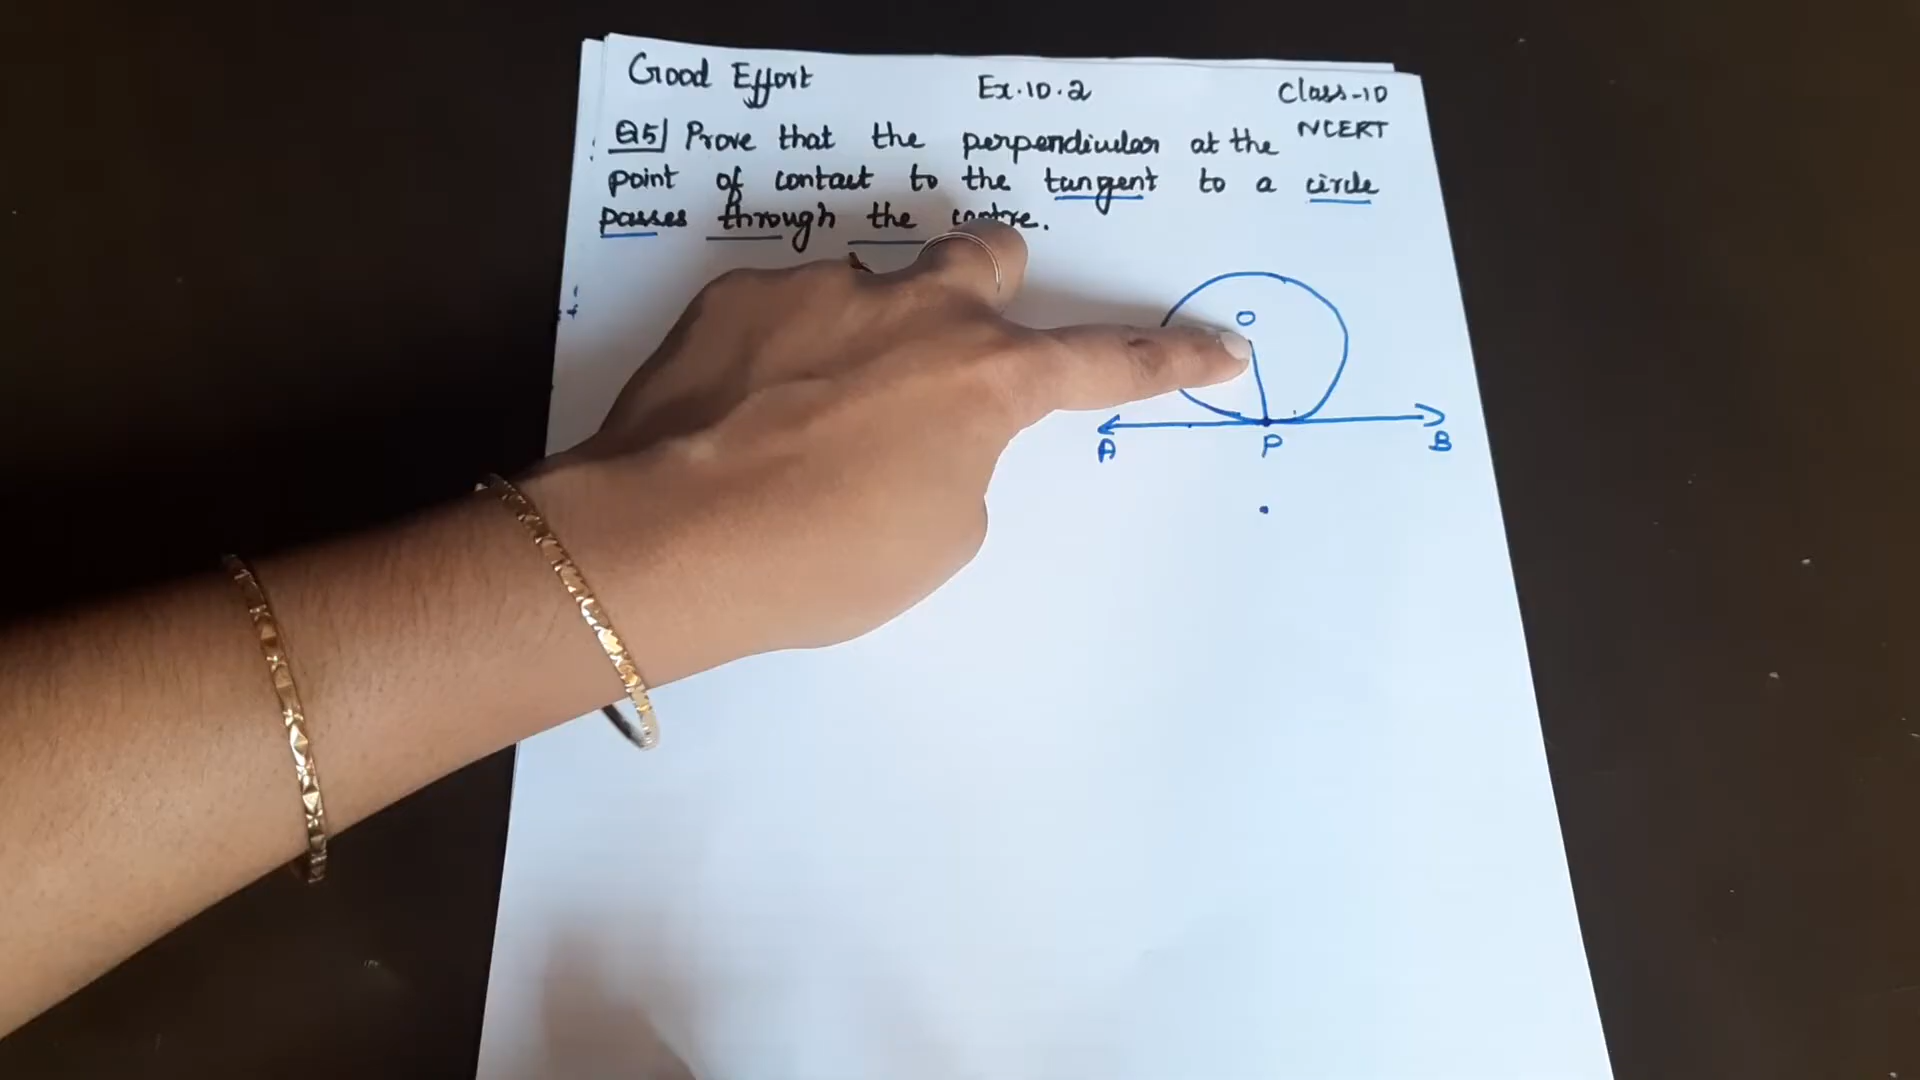 Good Effort Ex.10.2 Class-10
NCERT
Q5| Prove that the perpendicular at the
point of contact to the tangent to a circle
passes through the centre.
O
A P B